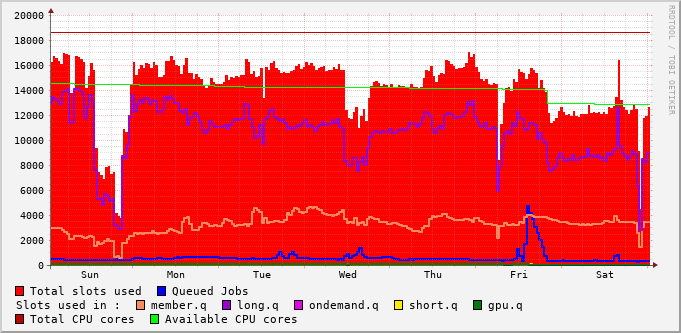 20000
18000
16000
14000
12000
10000
8000
6000
4000
2000
0
Sun Mon Tue Wed Thu Fri Sat
RRDTOOL / TOBI OETIKER
Total slots used Queued Jobs
Slots used in : member.q long.q ondemand.q short.q gpu.q
Total CPU cores Available CPU cores